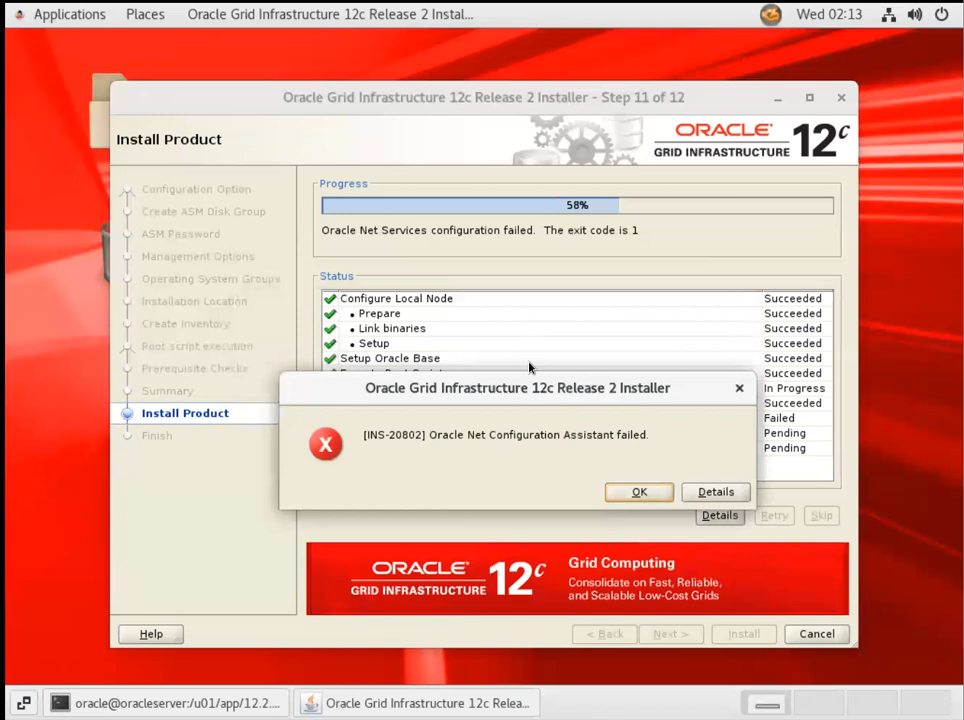 Applications Places Oracle Grid Infrastructure 12c Release 2 Instal... Wed 02:13
Oracle Grid Infrastructure 12c Release 2 Installer - Step 11 of 12
Install Product
ORACLE
GRID INFRASTRUCTURE 12c
Configuration Option
Create ASM Disk Group
ASM Password
Management Options
Operating System Groups
Installation Location
Create Inventory
Root script execution
Prerequisite Checks
Summary
Install Product
Finish
Progress
58%
Oracle Net Services configuration failed. The exit code is 1
Status
Configure Local Node Succeeded
• Prepare Succeeded
• Link binaries Succeeded
• Setup Succeeded
Setup Oracle Base Succeeded
Succeeded
In Progress
Succeeded
Failed
Pending
Pending
Oracle Grid Infrastructure 12c Release 2 Installer
[INS-20802] Oracle Net Configuration Assistant failed.
OK Details
Details Retry Skip
ORACLE
GRID INFRASTRUCTURE 12c
Grid Computing
Consolidate on Fast, Reliable,
and Scalable Low-Cost Grids
Help < Back Next > Install Cancel
oracle@oracleserver:/u01/app/12.2.... Oracle Grid Infrastructure 12c Relea...